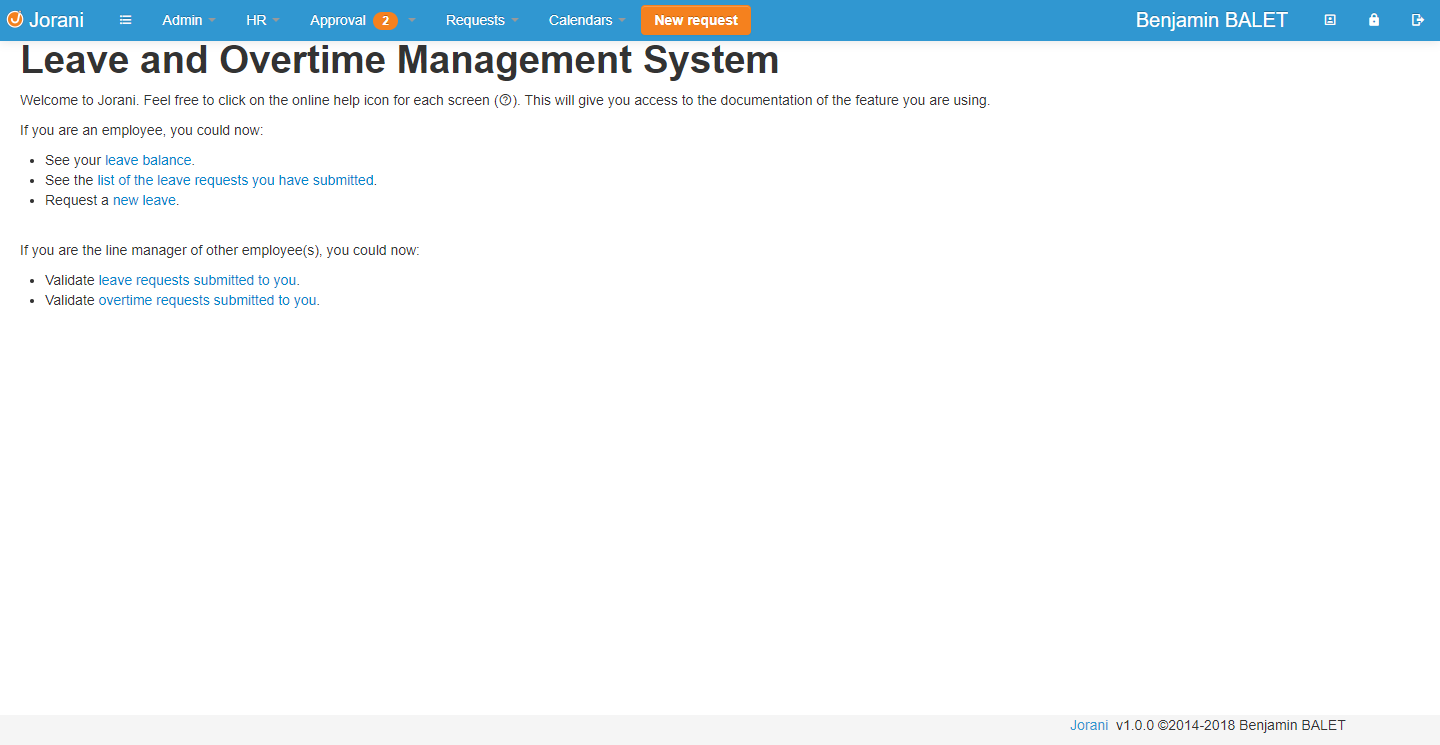 Jorani Admin HR Approval 2 Requests Calendars New request Benjamin BALET
Leave and Overtime Management System
Welcome to Jorani. Feel free to click on the online help icon for each screen (?). This will give you access to the documentation of the feature you are using.
If you are an employee, you could now:
• See your leave balance.
• See the list of the leave requests you have submitted.
• Request a new leave.
If you are the line manager of other employee(s), you could now:
• Validate leave requests submitted to you.
• Validate overtime requests submitted to you.
Jorani v1.0.0 ©2014-2018 Benjamin BALET